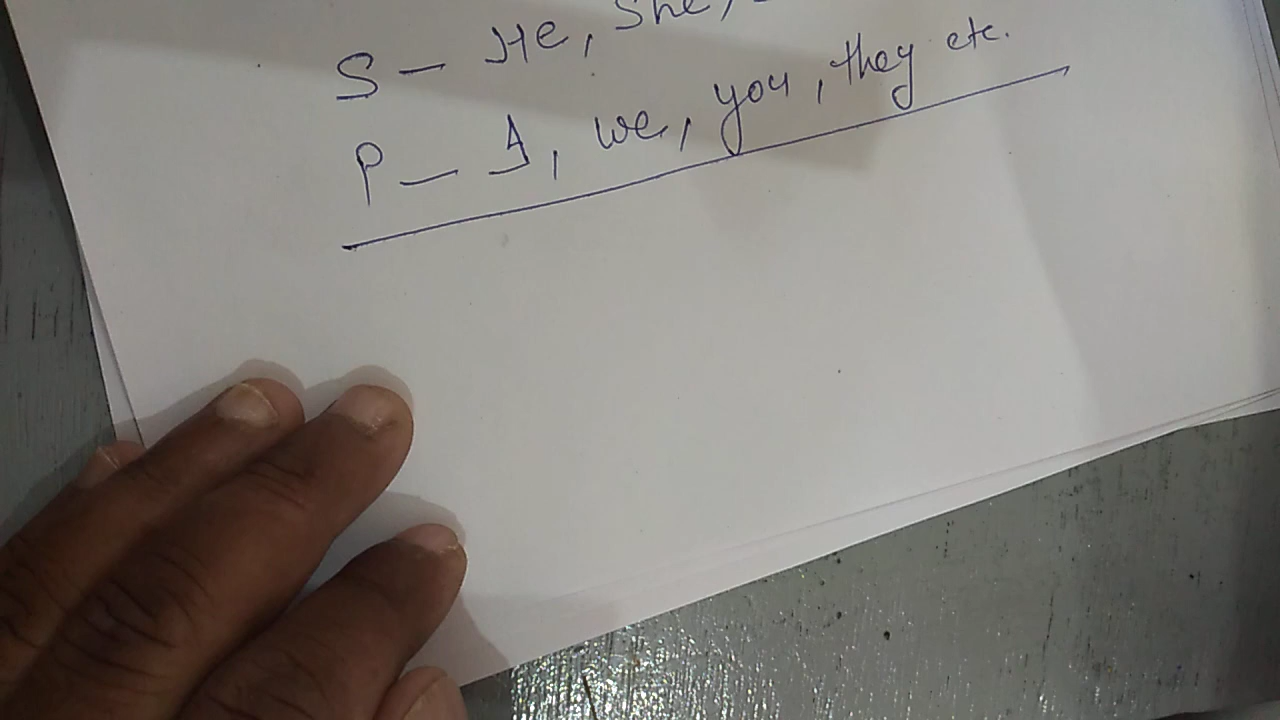 S - He, She,
P - I, we, you, they etc.